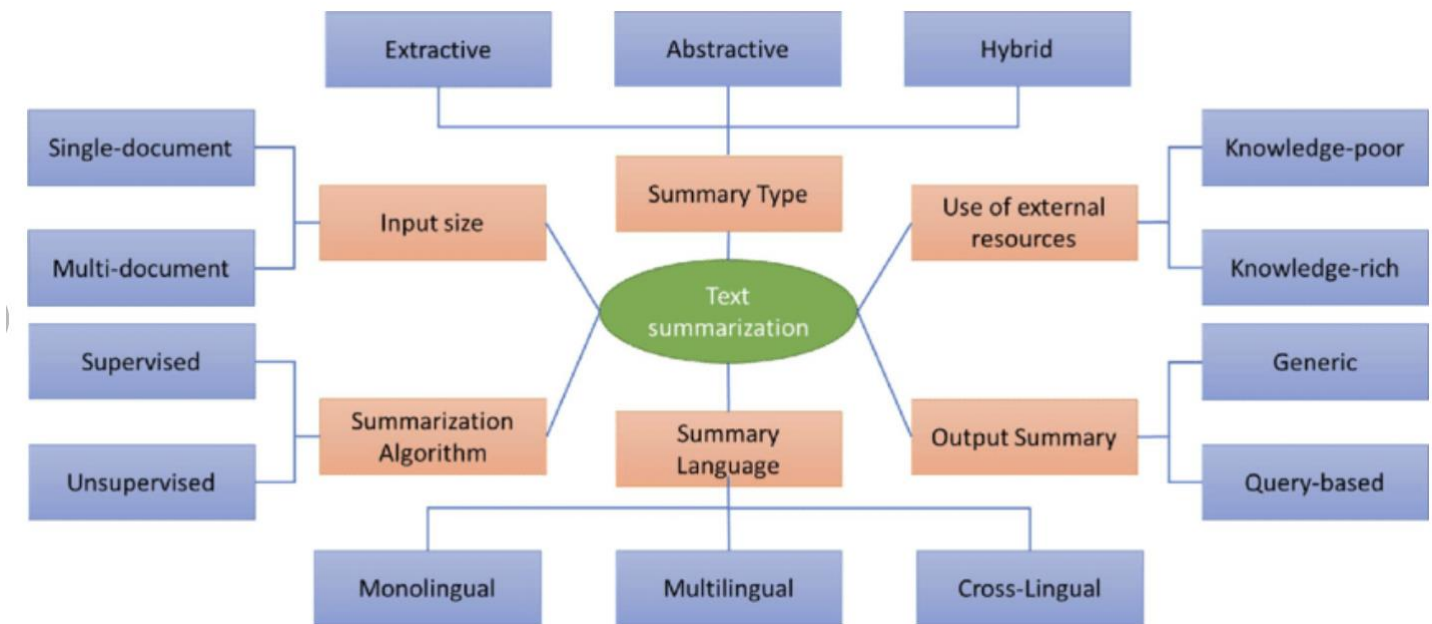 Extractive
Abstractive
Hybrid
Single-document
Multi-document
Input size
Summary Type
Use of external
resources
Knowledge-poor
Knowledge-rich
Text
summarization
Supervised
Unsupervised
Summarization
Algorithm
Summary
Language
Output Summary
Generic
Query-based
Monolingual
Multilingual
Cross-Lingual